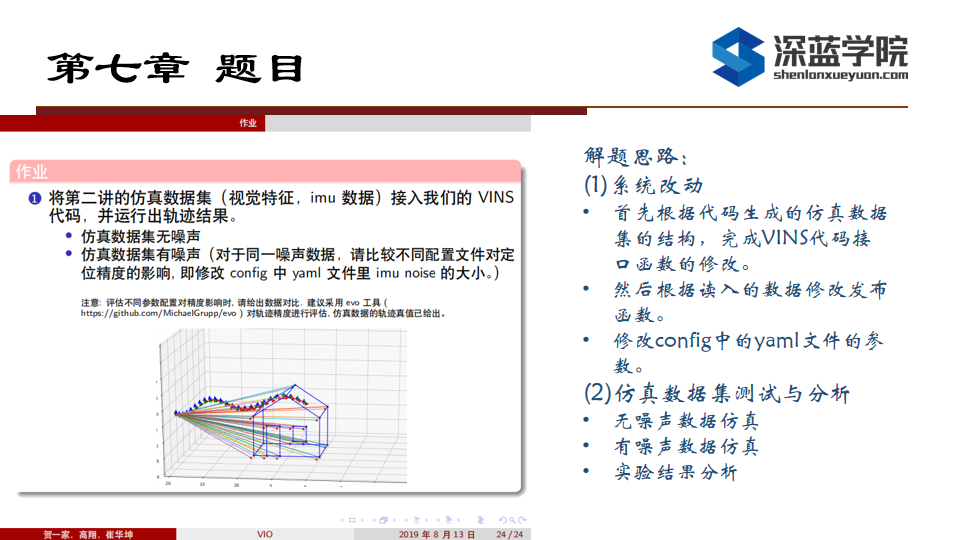 第七章 题目
深蓝学院
shenlanxueyuan.com
作业
作业
1 将第二讲的仿真数据集（视觉特征，imu 数据）接入我们的 VINS
代码，并运行出轨迹结果。
• 仿真数据集无噪声
• 仿真数据集有噪声（对于同一噪声数据，请比较不同配置文件对定
位精度的影响, 即修改 config 中 yaml 文件里 imu noise 的大小。）
注意: 评估不同参数配置对精度影响时, 请给出数据对比. 建议采用 evo 工具 (
https://github.com/MichaelGrupp/evo ) 对轨迹精度进行评估, 仿真数据的轨迹真值已给出。
20 15 10 5 0
贺一家，高翔，崔华坤 VIO 2019 年 8 月 13 日 24 / 24
解题思路：
(1)系统改动
• 首先根据代码生成的仿真数据
集的结构，完成VINS代码接
口函数的修改。
• 然后根据读入的数据修改发布
函数。
• 修改config中的yaml文件的参
数。
(2)仿真数据集测试与分析
• 无噪声数据仿真
• 有噪声数据仿真
• 实验结果分析